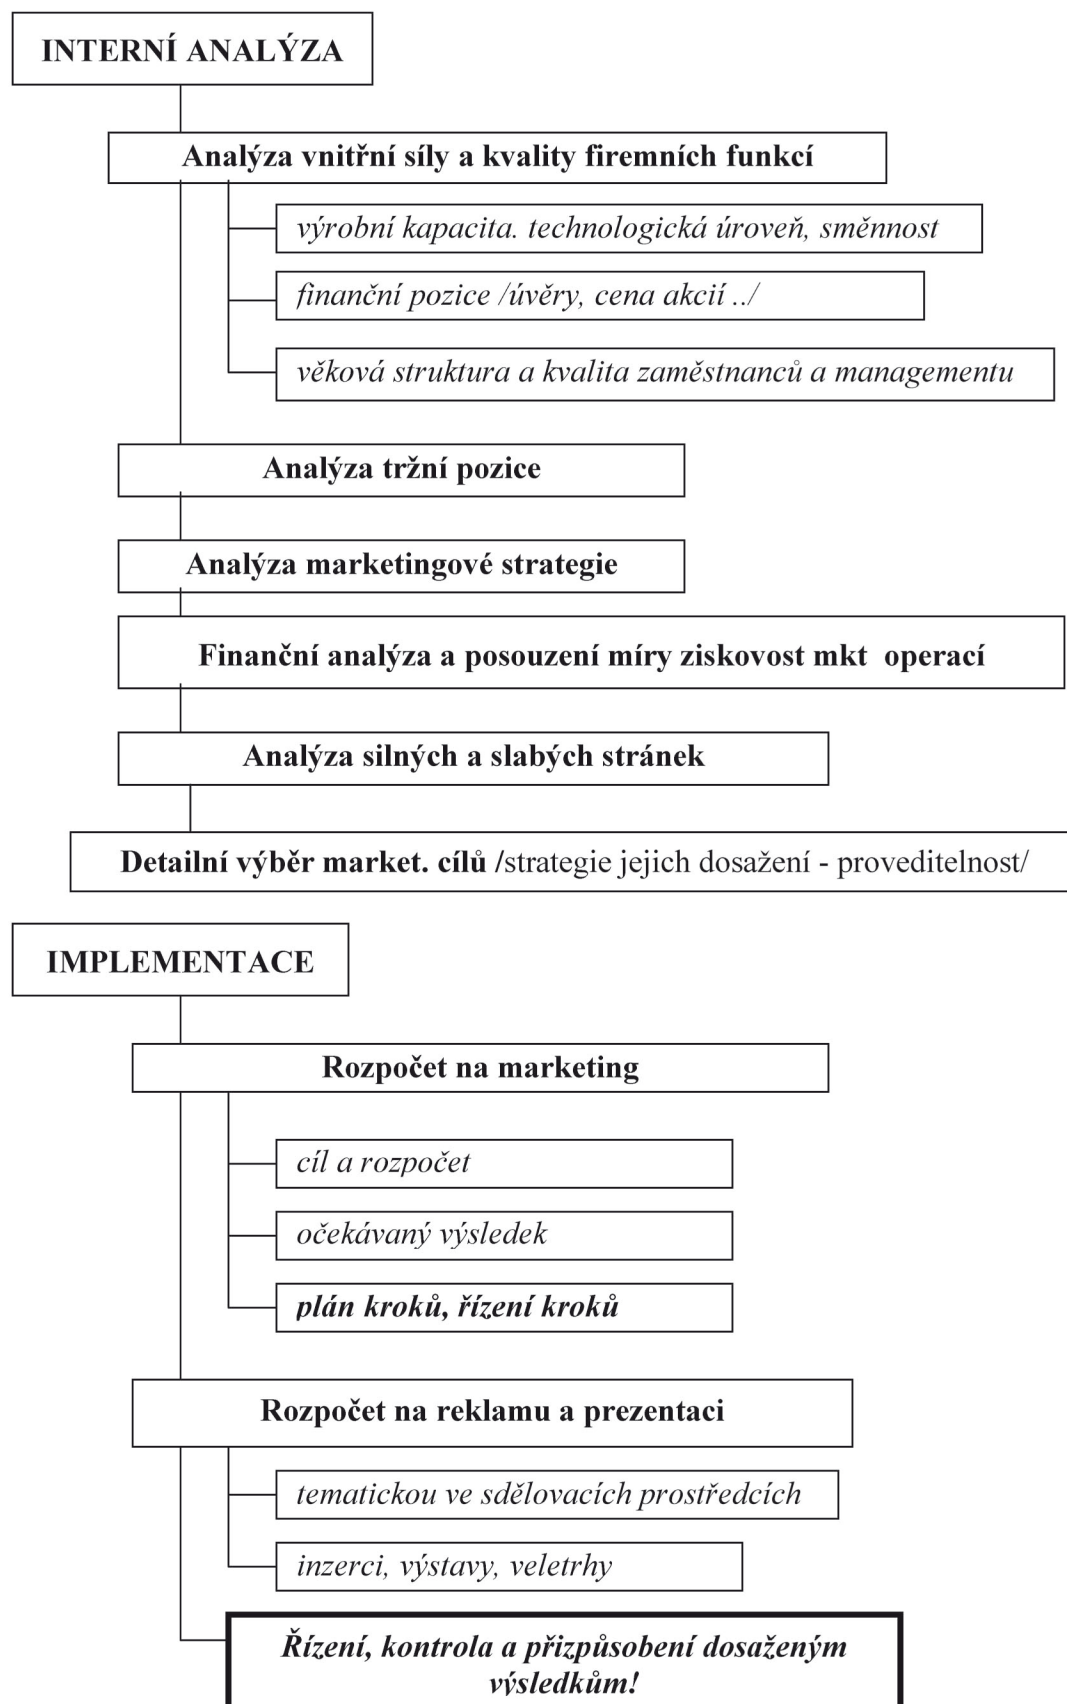 INTERNÍ ANALÝZA
Analýza vnitřní síly a kvality firemních funkcí
výrobní kapacita. technologická úroveň, směnnost
finanční pozice /úvěry, cena akcií ../
věková struktura a kvalita zaměstnanců a managementu
Analýza tržní pozice
Analýza marketingové strategie
Finanční analýza a posouzení míry ziskovost mkt  operací
Analýza silných a slabých stránek
Detailní výběr market. cílů /strategie jejich dosažení - proveditelnost/
IMPLEMENTACE
Rozpočet na marketing
cíl a rozpočet
očekávaný výsledek
plán kroků, řízení kroků
Rozpočet na reklamu a prezentaci
tematickou ve sdělovacích prostředcích
inzerci, výstavy, veletrhy
Řízení, kontrola a přizpůsobení dosaženým
výsledkům!